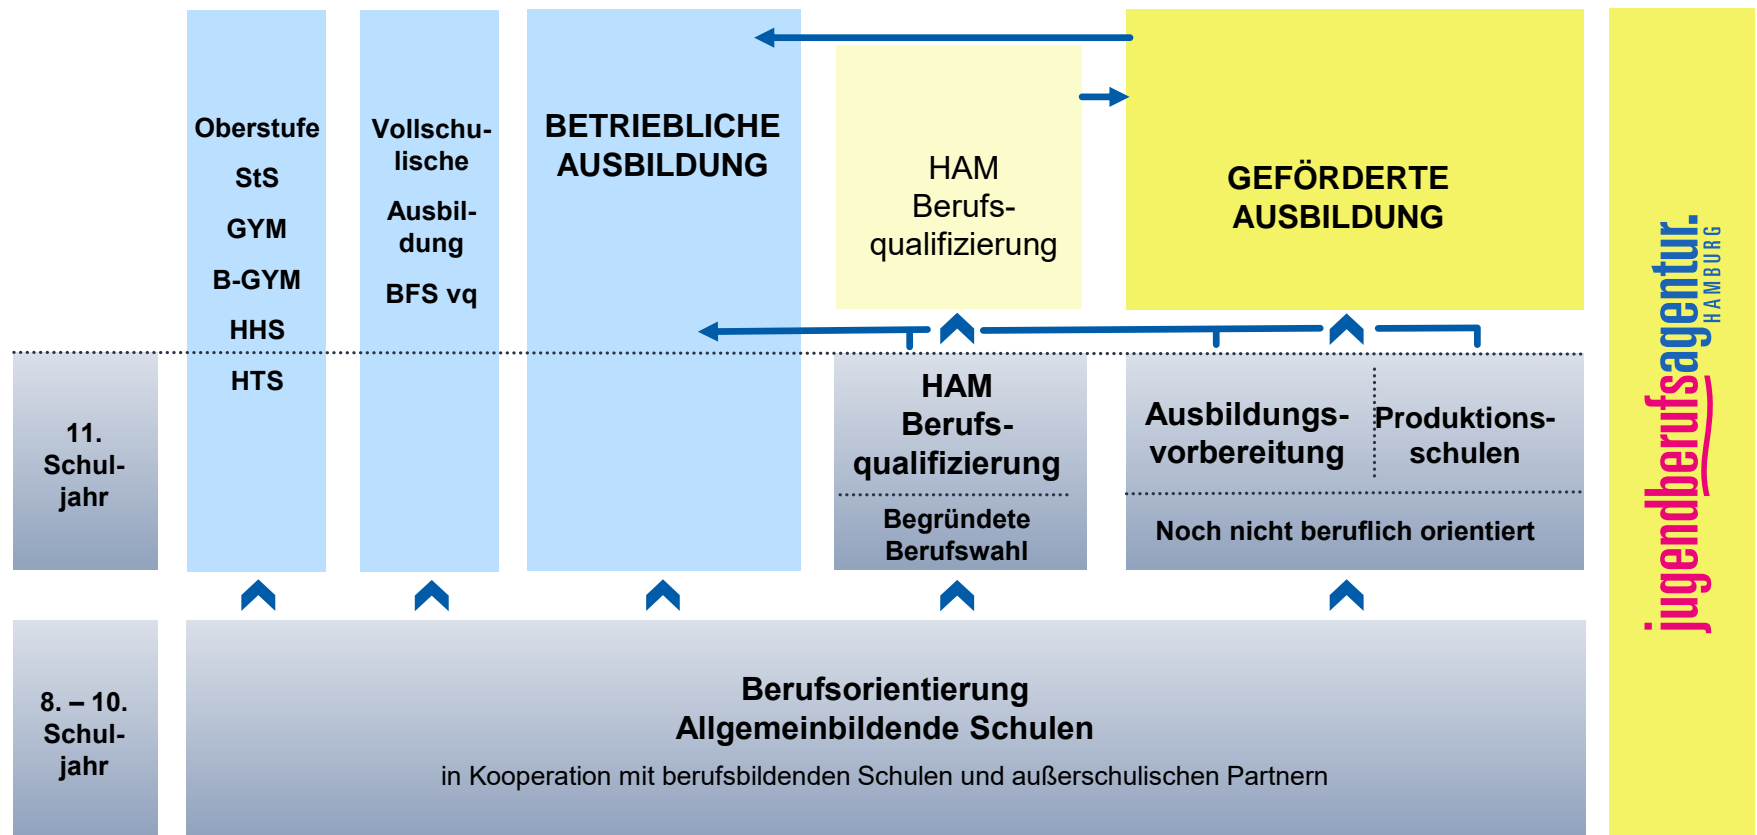 Oberstufe
StS
GYM
B-GYM
HHS
HTS
Vollschu-
lische
Ausbil-
dung
BFS vq
BETRIEBLICHE
AUSBILDUNG
HAM
Berufs-
qualifizierung
GEFÖRDERTE
AUSBILDUNG
11.
Schul-
jahr
HAM
Berufs-
qualifizierung
Begründete
Berufswahl
Ausbildungs-
vorbereitung
Produktions-
schulen
Noch nicht beruflich orientiert
8. – 10.
Schul-
jahr
Berufsorientierung
Allgemeinbildende Schulen
in Kooperation mit berufsbildenden Schulen und außerschulischen Partnern
jugendberufsagentur.
HAMBURG